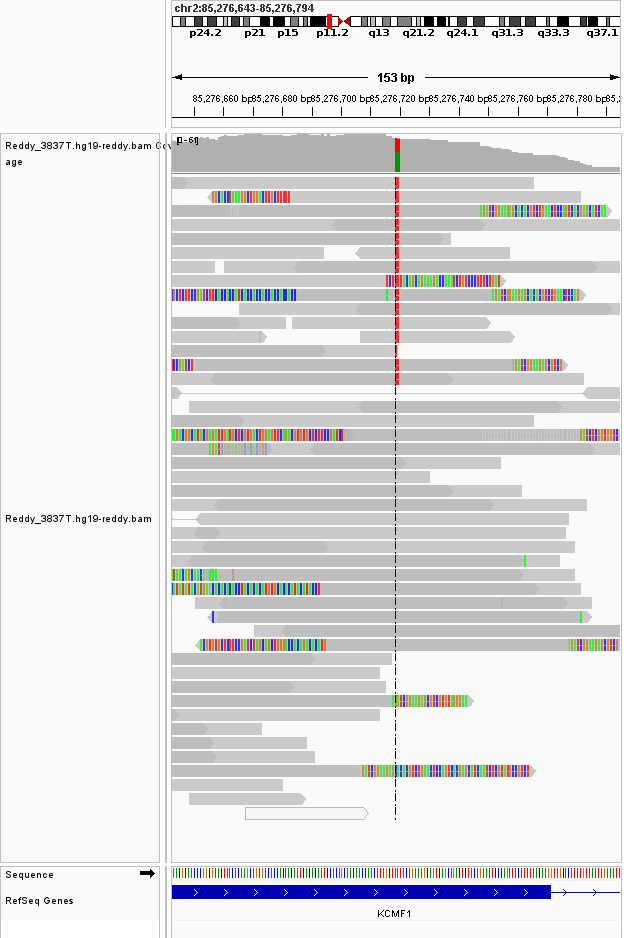 chr2:85,276,643-85,276,794
p24.2 p21 p15 p11.2 q13 q21.2 q24.1 q31.3 q33.3 q37.1
153 bp
85,276,660 bp 85,276,680 bp 85,276,700 bp 85,276,720 bp 85,276,740 bp 85,276,760 bp 85,276,780 bp 85,2
Reddy_3837T.hg19-reddy.bam Cov
age
Reddy_3837T.hg19-reddy.bam
Sequence
RefSeq Genes
KCMF1